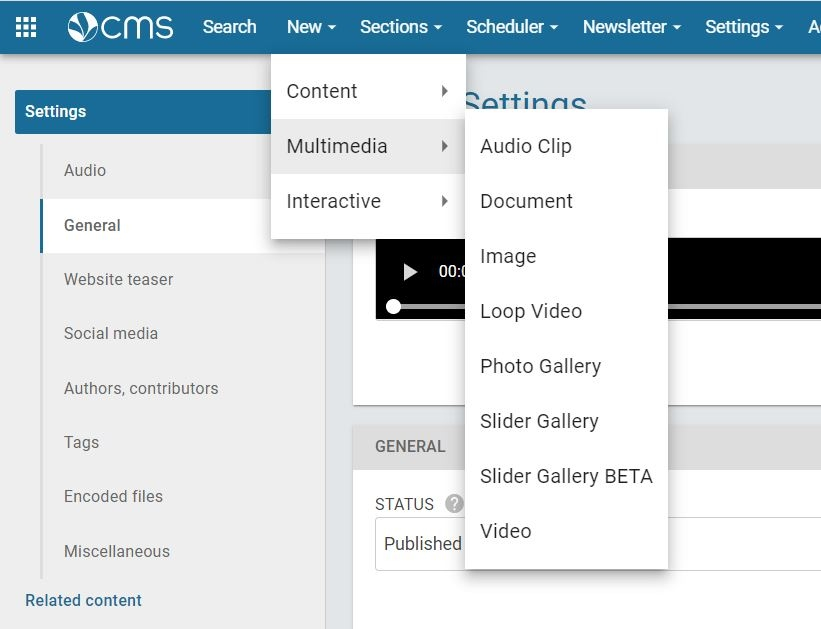 cms Search New Sections Scheduler Newsletter Settings
Content
Multimedia
Interactive
Audio Clip
Document
Image
Loop Video
Photo Gallery
Slider Gallery
Slider Gallery BETA
Video
Settings
Audio
General
Website teaser
Social media
Authors, contributors
Tags
Encoded files
Miscellaneous
Related content
Settings
00:0
GENERAL
STATUS ?
Published